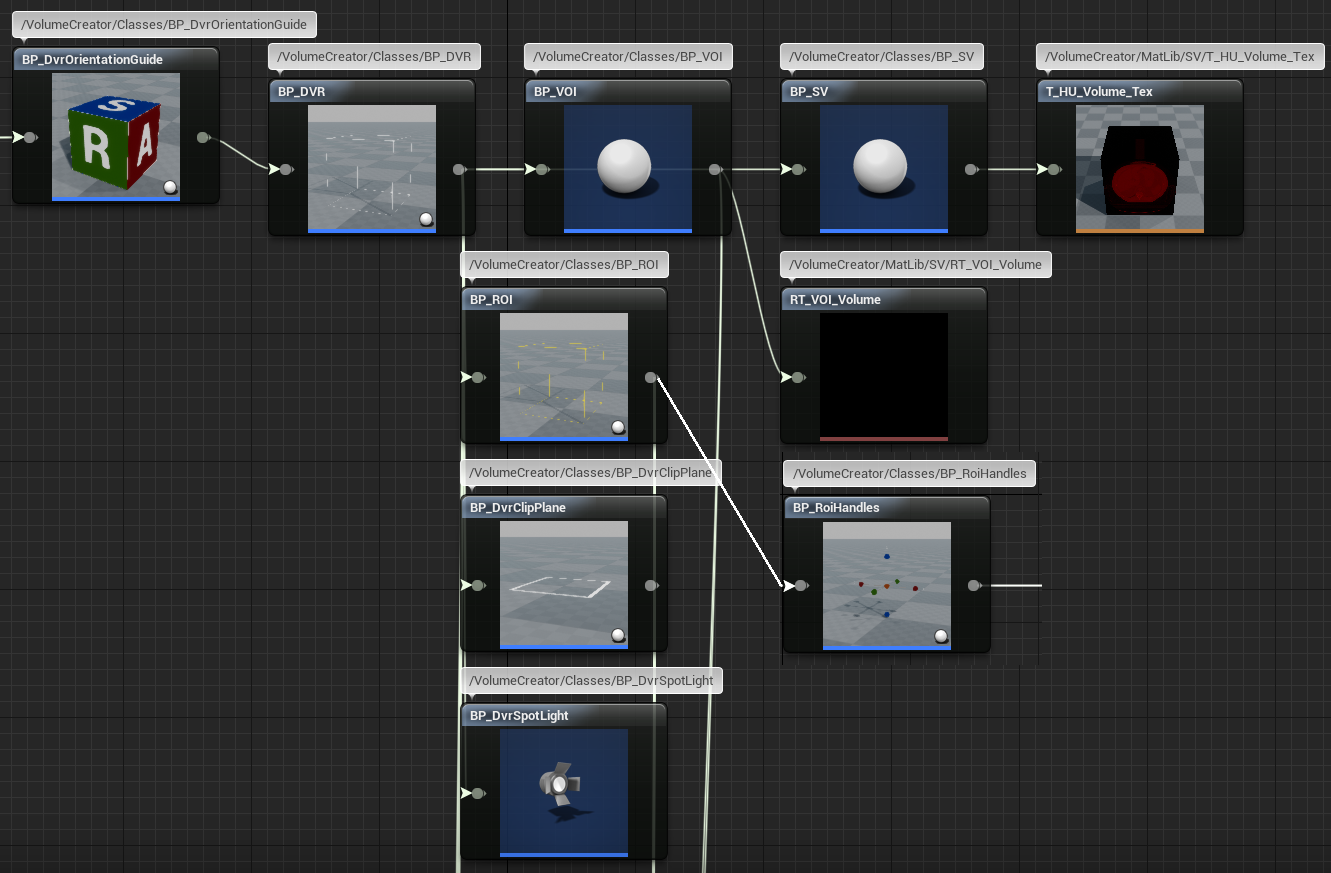 /VolumeCreator/Classes/BP_DvrOrientationGuide
BP_DvrOrientationGuide
S
R
A
/VolumeCreator/Classes/BP_DVR
BP_DVR
/VolumeCreator/Classes/BP_VOI
BP_VOI
/VolumeCreator/Classes/BP_SV
BP_SV
/VolumeCreator/MatLib/SV/T_HU_Volume_Tex
T_HU_Volume_Tex
/VolumeCreator/Classes/BP_ROI
BP_ROI
/VolumeCreator/MatLib/SV/RT_VOI_Volume
RT_VOI_Volume
/VolumeCreator/Classes/BP_DvrClipPlane
BP_DvrClipPlane
/VolumeCreator/Classes/BP_RoiHandles
BP_RoiHandles
/VolumeCreator/Classes/BP_DvrSpotLight
BP_DvrSpotLight